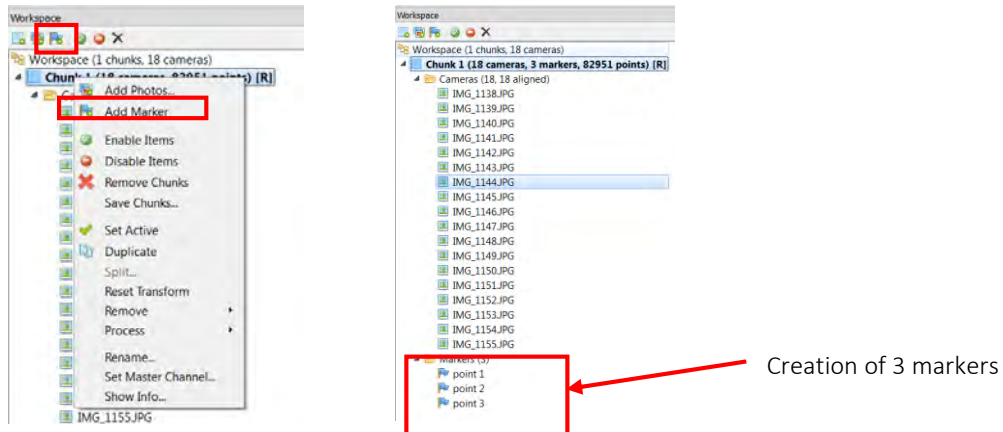 Workspace
Workspace (1 chunks, 18 cameras)
Chunk 1 (18 cameras, 82951 points) [R]
Add Photos...
Add Marker
Enable Items
Disable Items
Remove Chunks
Save Chunks...
Set Active
Duplicate
Split...
Reset Transform
Remove
Process
Rename...
Set Master Channel...
Show Info...
IMG_1155.JPG
Workspace
Workspace (1 chunks, 18 cameras)
Chunk 1 (18 cameras, 3 markers, 82951 points) [R]
Cameras (18, 18 aligned)
IMG_1138.JPG
IMG_1139.JPG
IMG_1140.JPG
IMG_1141.JPG
IMG_1142.JPG
IMG_1143.JPG
IMG_1144.JPG
IMG_1145.JPG
IMG_1146.JPG
IMG_1147.JPG
IMG_1148.JPG
IMG_1149.JPG
IMG_1150.JPG
IMG_1151.JPG
IMG_1152.JPG
IMG_1153.JPG
IMG_1154.JPG
IMG_1155.JPG
Markers (3)
point 1
point 2
point 3
Creation of 3 markers